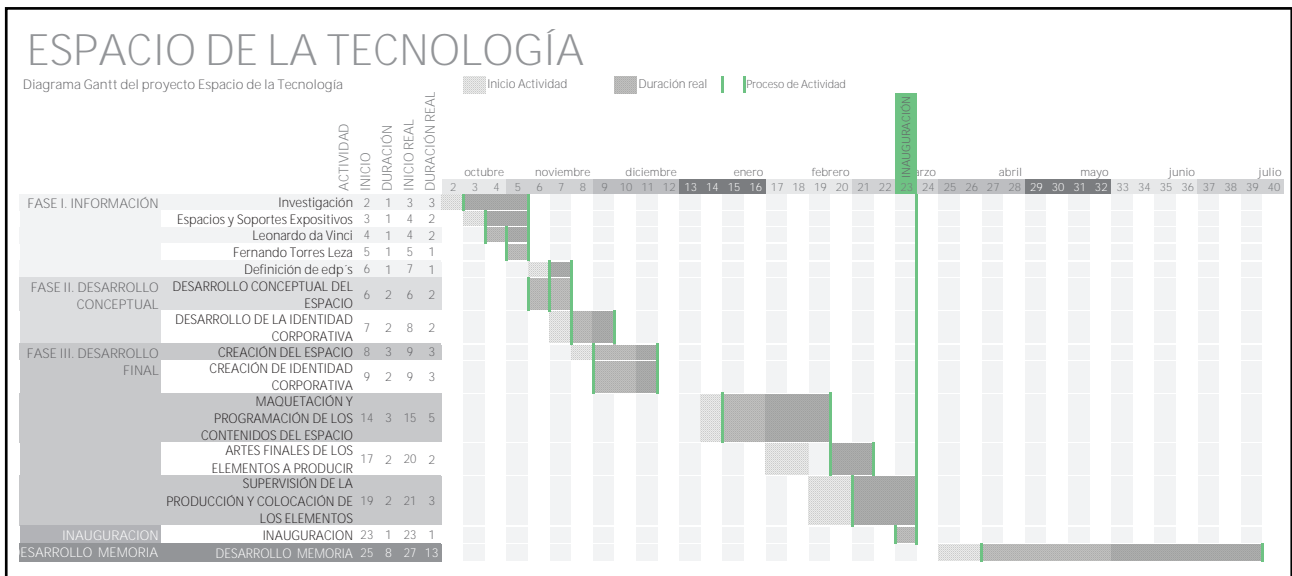 ESPACIO DE LA TECNOLOGÍA
Diagrama Gantt del proyecto Espacio de la Tecnología
Inicio Actividad
Duración real
Proceso de Actividad
ACTIVIDAD
INICIO
DURACIÓN
INICIO REAL
DURACIÓN REAL
INAUGURACIÓN
octubre noviembre diciembre enero febrero rzo abril mayo junio julio
2 3 4 5 6 7 8 9 10 11 12 13 14 15 16 17 18 19 20 21 22 23 24 25 26 27 28 29 30 31 32 33 34 35 36 37 38 39 40
FASE I. INFORMACIÓN Investigación 2 1 3 3
Espacios y Soportes Expositivos 3 1 4 2
Leonardo da Vinci 4 1 4 2
Fernando Torres Leza 5 1 5 1
Definición de edp´s 6 1 7 1
FASE II. DESARROLLO
CONCEPTUAL
DESARROLLO CONCEPTUAL DEL
ESPACIO
6 2 6 2
DESARROLLO DE LA IDENTIDAD
CORPORATIVA
7 2 8 2
FASE III. DESARROLLO
FINAL
CREACIÓN DEL ESPACIO 8 3 9 3
CREACIÓN DE IDENTIDAD
CORPORATIVA
9 2 9 3
MAQUETACIÓN Y
PROGRAMACIÓN DE LOS
CONTENIDOS DEL ESPACIO
14 3 15 5
ARTES FINALES DE LOS
ELEMENTOS A PRODUCIR
17 2 20 2
SUPERVISIÓN DE LA
PRODUCCIÓN Y COLOCACIÓN DE
LOS ELEMENTOS
19 2 21 3
INAUGURACION INAUGURACION 23 1 23 1
ESARROLLO MEMORIA DESARROLLO MEMORIA 25 8 27 13